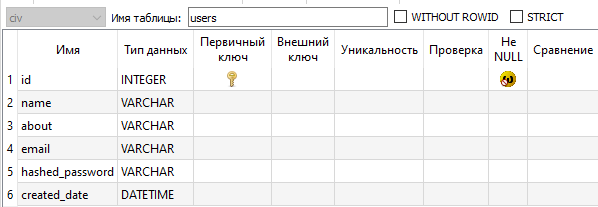 civ Имя таблицы: users WITHOUT ROWID STRICT
Имя Тип данных Первичный ключ Внешний ключ Уникальность Проверка Не NULL Сравнение
1 id INTEGER
2 name VARCHAR
3 about VARCHAR
4 email VARCHAR
5 hashed_password VARCHAR
6 created_date DATETIME